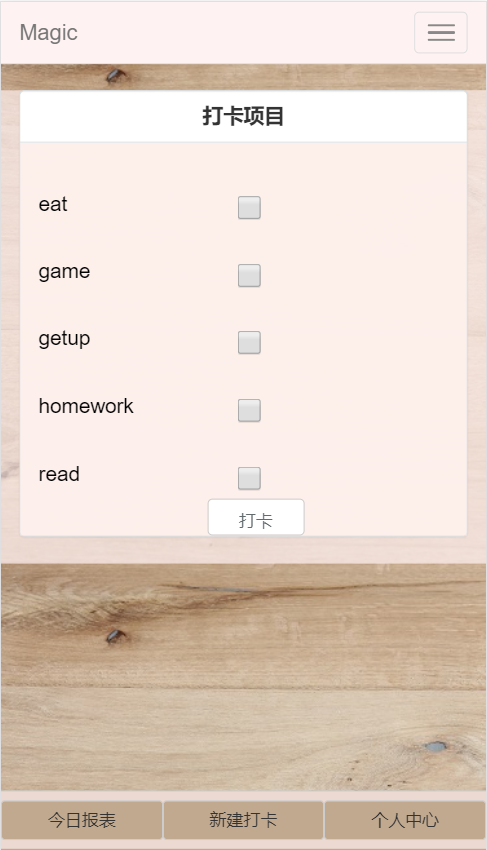 Magic
打卡项目
eat
game
getup
homework
read
打卡
今日报表
新建打卡
个人中心